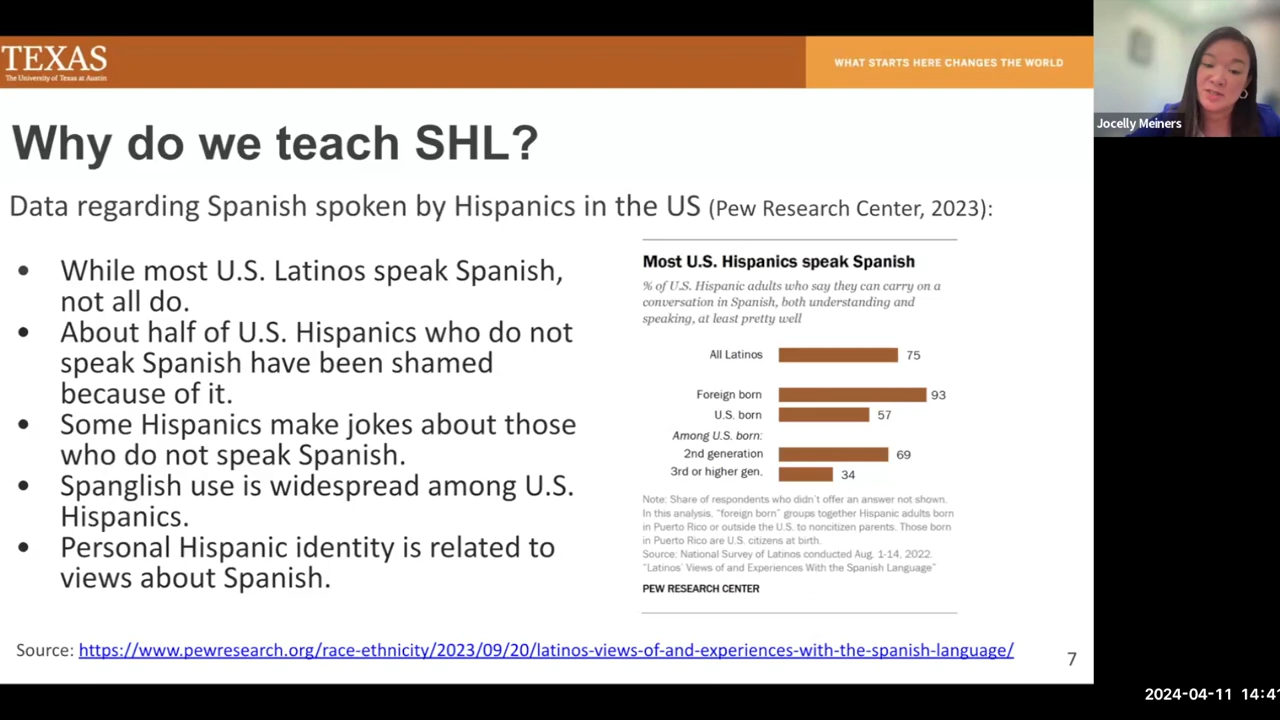 TEXAS
The University of Texas at Austin
WHAT STARTS HERE CHANGES THE WORLD
Jocelly Meiners
Why do we teach SHL?
Data regarding Spanish spoken by Hispanics in the US (Pew Research Center, 2023):
• While most U.S. Latinos speak Spanish,
not all do.
• About half of U.S. Hispanics who do not
speak Spanish have been shamed
because of it.
• Some Hispanics make jokes about those
who do not speak Spanish.
• Spanglish use is widespread among U.S.
Hispanics.
• Personal Hispanic identity is related to
views about Spanish.
Most U.S. Hispanics speak Spanish
% of U.S. Hispanic adults who say they can carry on a
conversation in Spanish, both understanding and
speaking, at least pretty well
All Latinos 75
Foreign born 93
U.S. born 57
Among U.S. born:
2nd generation 69
3rd or higher gen. 34
Note: Share of respondents who didn't offer an answer not shown.
In this analysis, "foreign born" groups together Hispanic adults born
in Puerto Rico or outside the U.S. to noncitizen parents. Those born
in Puerto Rico are U.S. citizens at birth.
Source: National Survey of Latinos conducted Aug. 1-14, 2022.
"Latinos' Views of and Experiences With the Spanish Language"
PEW RESEARCH CENTER
Source: https://www.pewresearch.org/race-ethnicity/2023/09/20/latinos-views-of-and-experiences-with-the-spanish-language/
7
2024-04-11 14:4